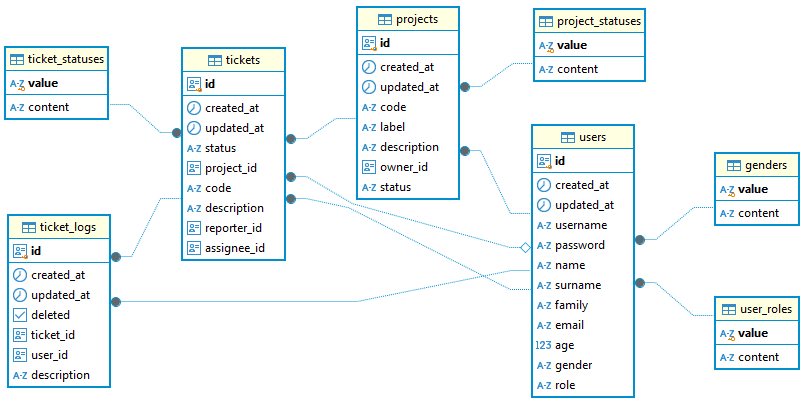 ticket_statuses
A-Z value
A-Z content
tickets
id
created_at
updated_at
A-Z status
project_id
A-Z code
A-Z description
reporter_id
assignee_id
projects
id
created_at
updated_at
A-Z code
A-Z label
A-Z description
owner_id
A-Z status
project_statuses
A-Z value
A-Z content
users
id
created_at
updated_at
A-Z username
A-Z password
A-Z name
A-Z surname
A-Z family
A-Z email
123 age
A-Z gender
A-Z role
genders
A-Z value
A-Z content
ticket_logs
id
created_at
updated_at
deleted
ticket_id
user_id
A-Z description
user_roles
A-Z value
A-Z content